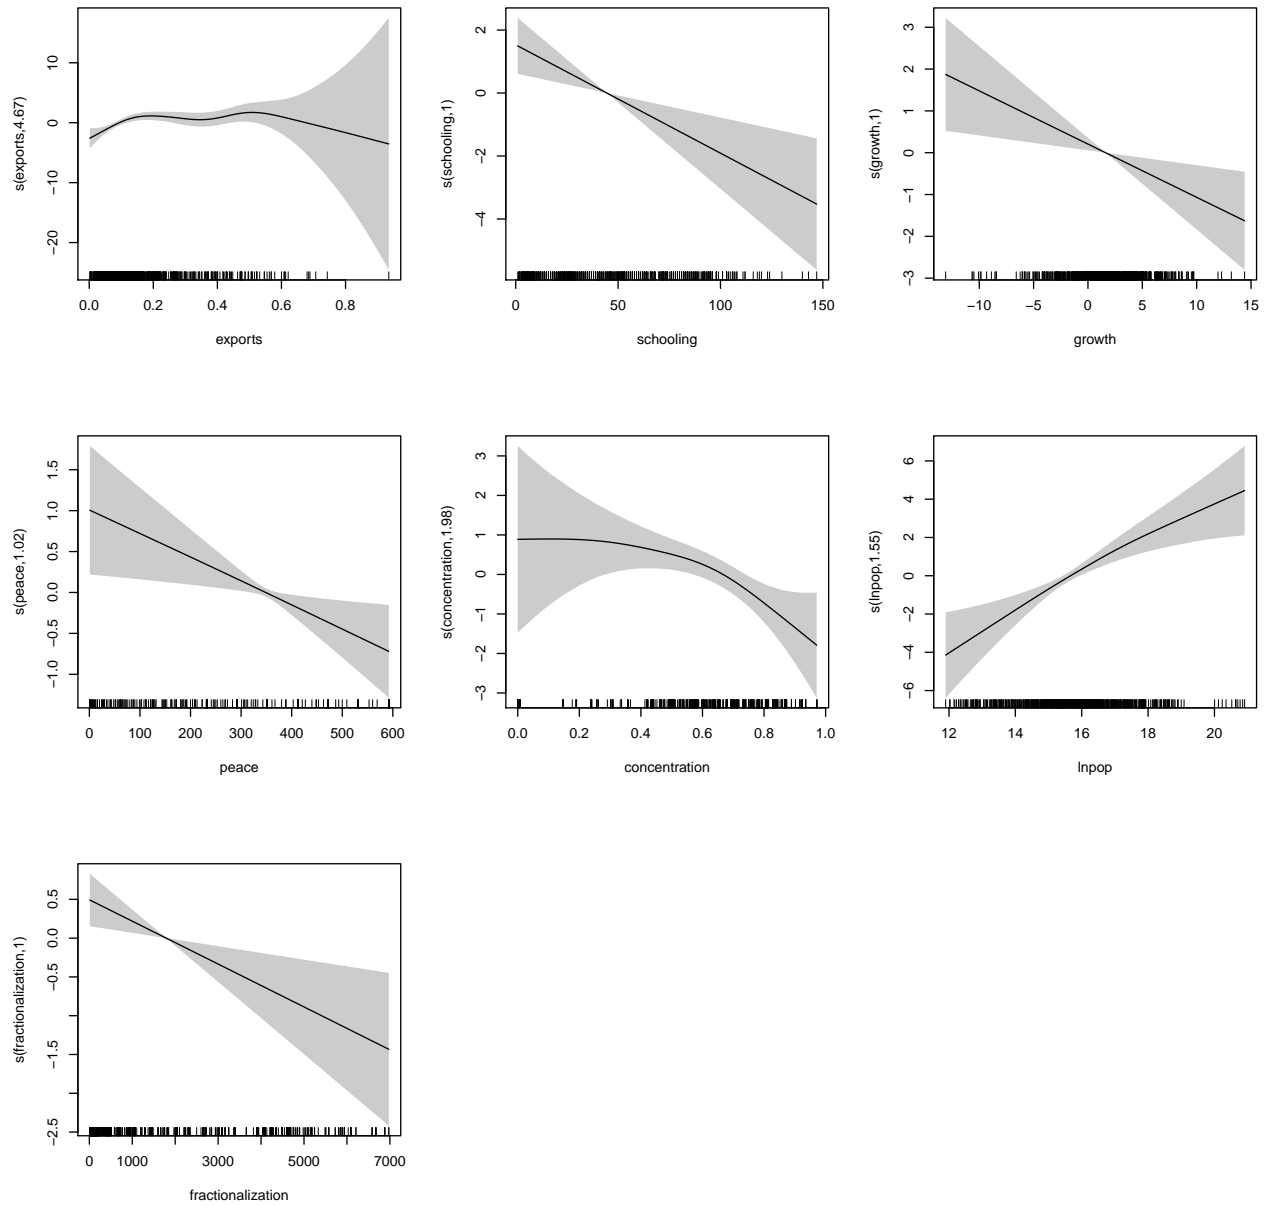 s(exports,4.67)
10
0
−10
−20
0.0 0.2 0.4 0.6 0.8
exports
s(schooling,1)
2
0
−2
−4
0 50 100 150
schooling
s(growth,1)
3
2
1
0
−1
−2
−3
−10 −5 0 5 10 15
growth
s(peace,1.02)
1.5
1.0
0.5
0.0
−0.5
−1.0
0 100 200 300 400 500 600
peace
s(concentration,1.98)
3
2
1
0
−1
−2
−3
0.0 0.2 0.4 0.6 0.8 1.0
concentration
s(lnpop,1.55)
6
4
2
0
−2
−4
−6
12 14 16 18 20
lnpop
s(fractionalization,1)
0.5
0.0
−0.5
−1.5
−2.5
0 1000 3000 5000 7000
fractionalization